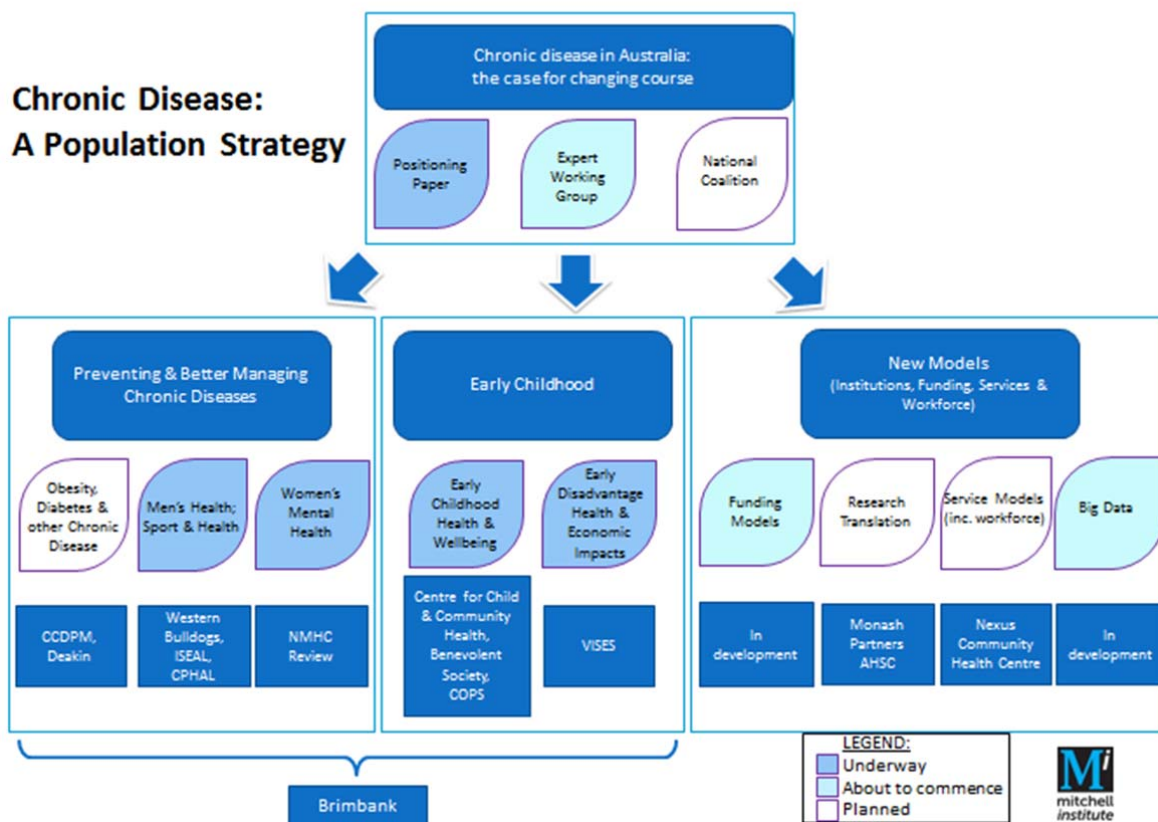 Chronic Disease:
A Population Strategy
Chronic disease in Australia:
the case for changing course
Positioning
Paper
Expert
Working
Group
National
Coalition
Preventing & Better Managing
Chronic Diseases
Obesity,
Diabetes &
other Chronic
Disease
Men's Health;
Sport & Health
Women's
Mental
Health
CCDPM,
Deakin
Western
Bulldogs,
ISEAL,
CPHAL
NMHC
Review
Early Childhood
Early
Childhood
Health &
Wellbeing
Early
Disadvantage
Health &
Economic
Impacts
Centre for Child
& Community
Health,
Benevolent
Society,
COPS
VISES
New Models
(Institutions, Funding, Services &
Workforce)
Funding
Models
Research
Translation
Service Models
(inc. workforce)
Big Data
In
development
Monash
Partners
AHSC
Nexus
Community
Health Centre
In
development
Brimbank
LEGEND:
Underway
About to commence
Planned
Mi
mitchell
institute